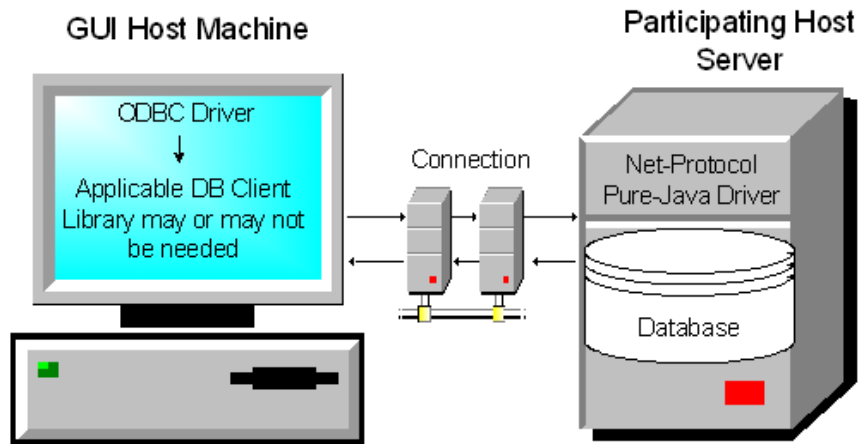 GUI Host Machine
Participating Host
Server
ODBC Driver
Applicable DB Client
Library may or may not
be needed
Connection
Net-Protocol
Pure-Java Driver
Database